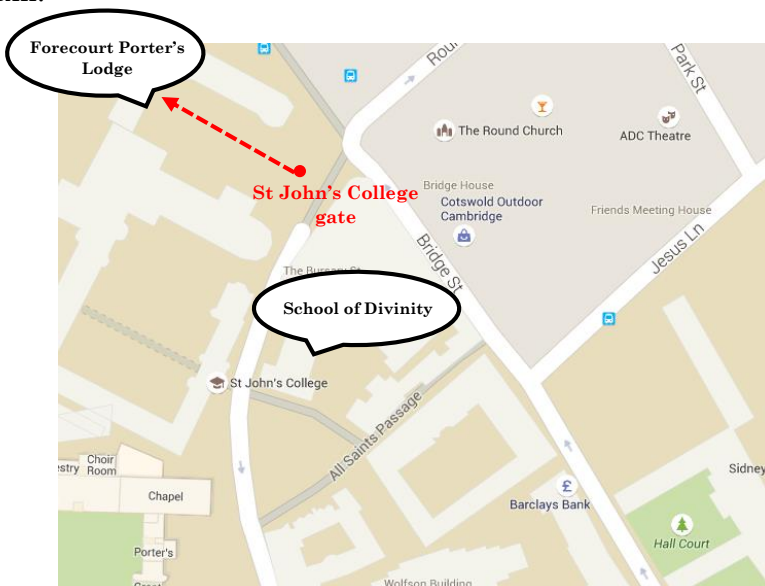 Forecourt Porter's
Lodge
Park St
The Round Church
ADC Theatre
St John's College
gate
Bridge House
Cotswold Outdoor
Cambridge
Friends Meeting House
Bridge St
Jesus Ln
The Bursary
School of Divinity
St John's College
All Saints Passage
Choir
Room
Chapel
Sidney
Barclays Bank
Hall Court
Porter's
Wolfson Building